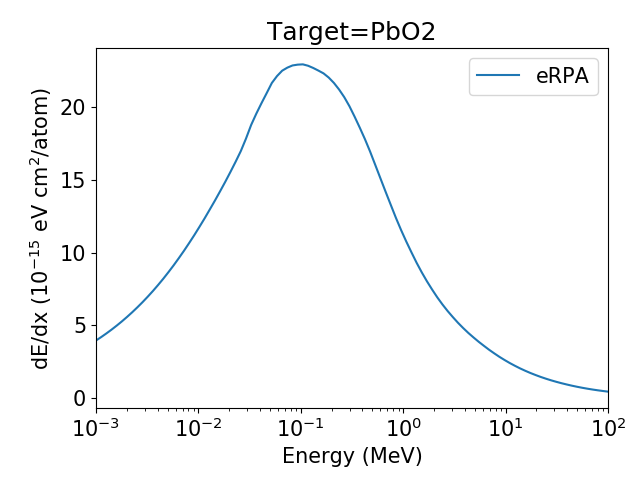 Target=PbO2
eRPA
dE/dx (10⁻¹⁵ eV cm²/atom)
20
15
10
5
0
10⁻³ 10⁻² 10⁻¹ 10⁰ 10¹ 10²
Energy (MeV)